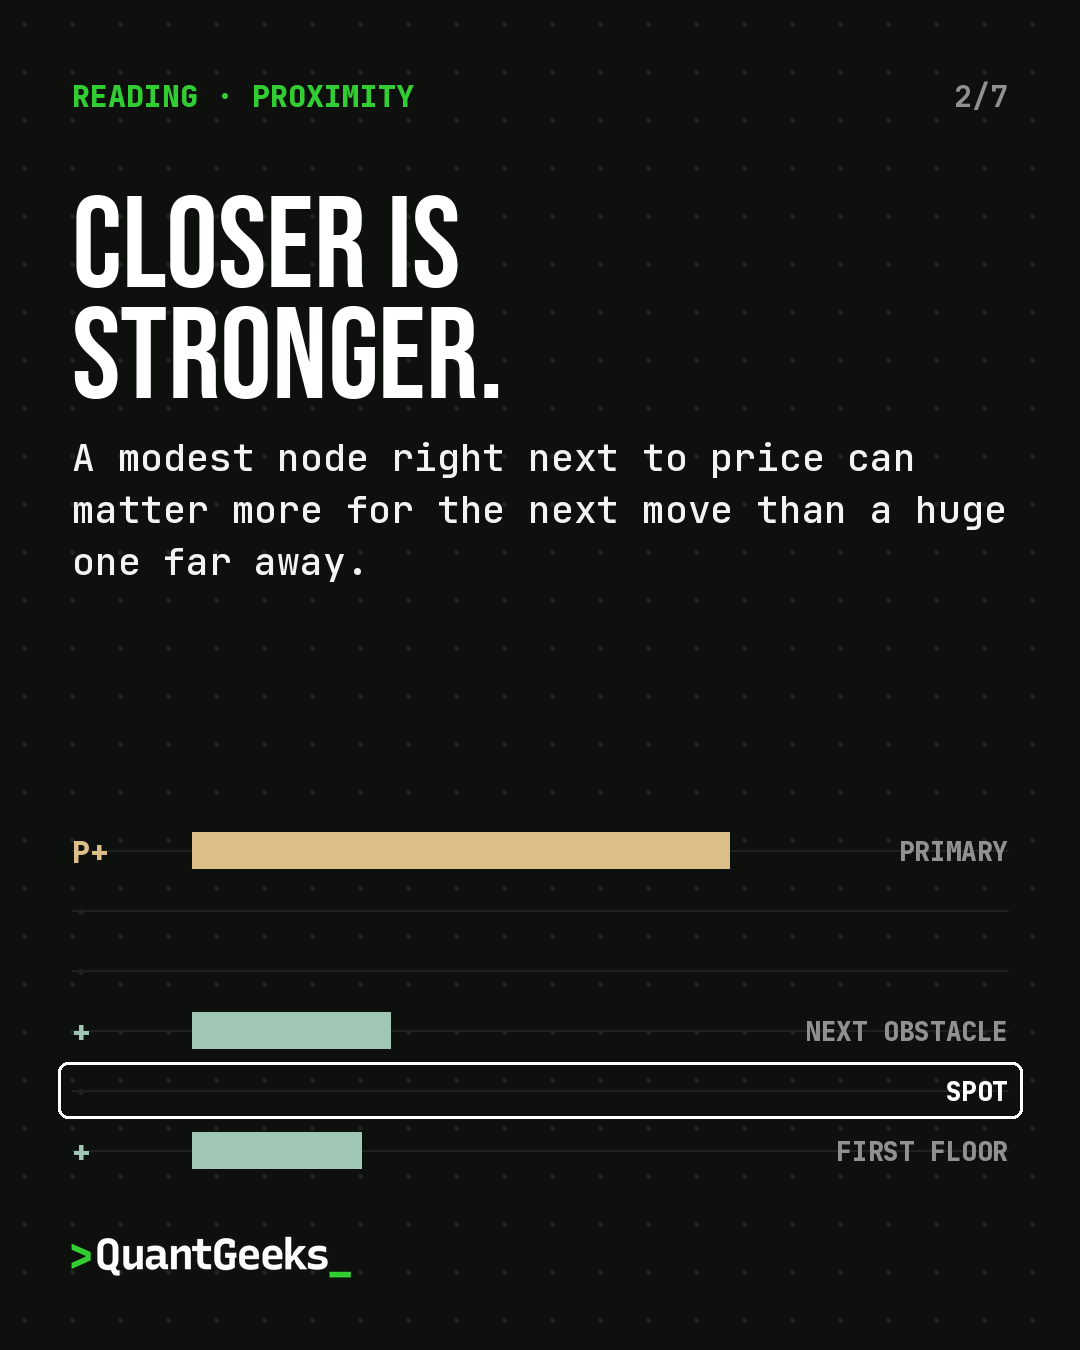 READING · PROXIMITY
2/7
CLOSER IS
STRONGER.
A modest node right next to price can
matter more for the next move than a huge
one far away.
P+ PRIMARY
+ NEXT OBSTACLE
SPOT
+ FIRST FLOOR
>QuantGeeks_